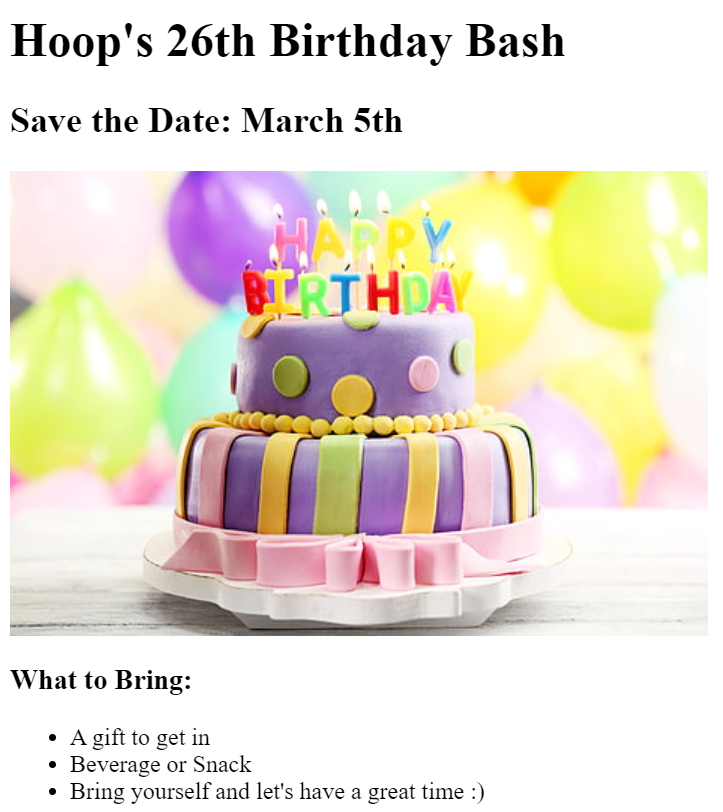 Hoop's 26th Birthday Bash
Save the Date: March 5th
HAPPY
BIRTHDAY
What to Bring:
A gift to get in
Beverage or Snack
Bring yourself and let's have a great time :)